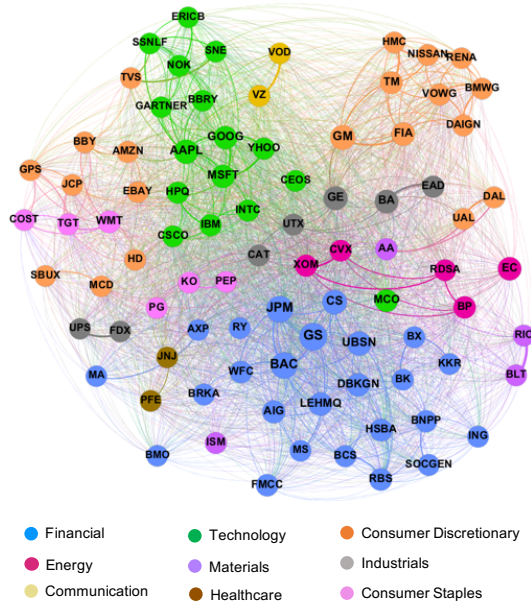 ERICB
SSNLF
SNE
VOD
HMC
NISSAN
RENA
NOK
TVS
VZ
TM
VOWG
BMWG
GARTNER
BBRY
DAIGN
GOOG
GM
FIA
BBY
AMZN
AAPL
YHOO
GPS
MSFT
CEOS
JCP
EBAY
HPQ
GE
BA
EAD
DAL
COST
TGT
WMT
IBM
INTC
UTX
UAL
CSCO
AA
HD
CAT
CVX
XOM
SBUX
MCD
KO
PEP
RDSA
EC
PG
JPM
CS
MCO
BP
UPS
FDX
AXP
RY
GS
UBSN
BX
RIO
JNJ
MA
WFC
BAC
DBKGN
BK
KKR
BLT
PFE
BRKA
AIG
LEHMQ
HSBA
BNPP
ING
ISM
BMO
MS
BCS
SOCGEN
FMCC
RBS
Financial
Technology
Consumer Discretionary
Energy
Materials
Industrials
Communication
Healthcare
Consumer Staples